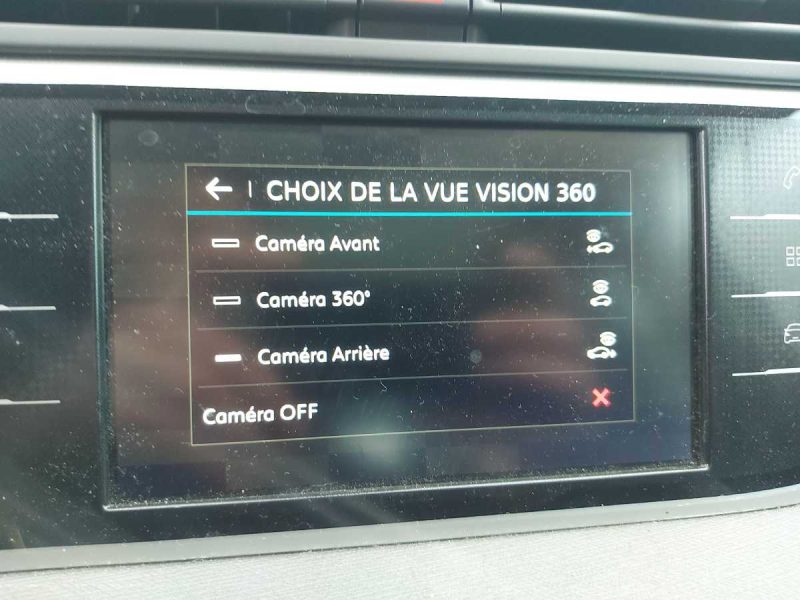 CHOIX DE LA VUE VISION 360
Caméra Avant
Caméra 360°
Caméra Arrière
Caméra OFF